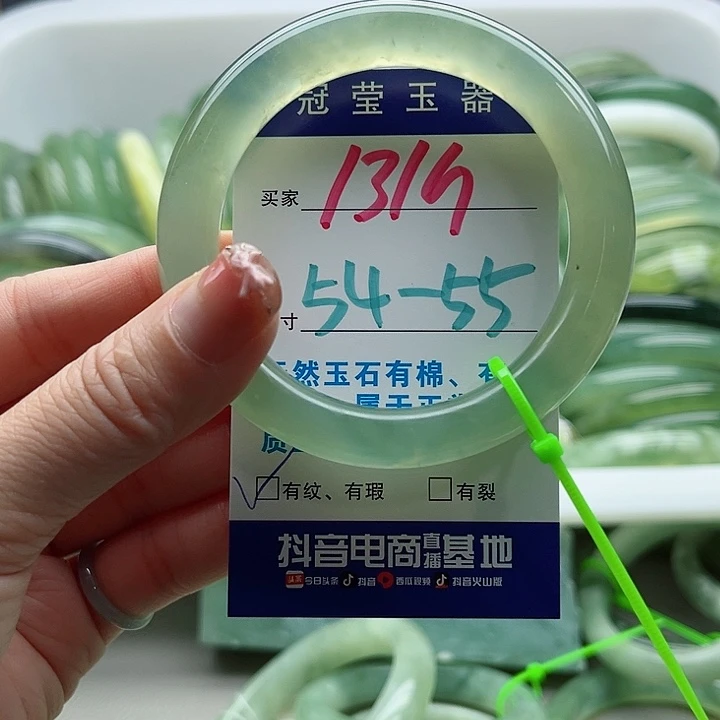 冠莹玉器
买家 1319
寸 54-55
然玉石有棉、有
属于正常
质
有纹、有瑕 有裂
抖音电商直播基地
头条 今日头条 抖音 西瓜视频 抖音火山版